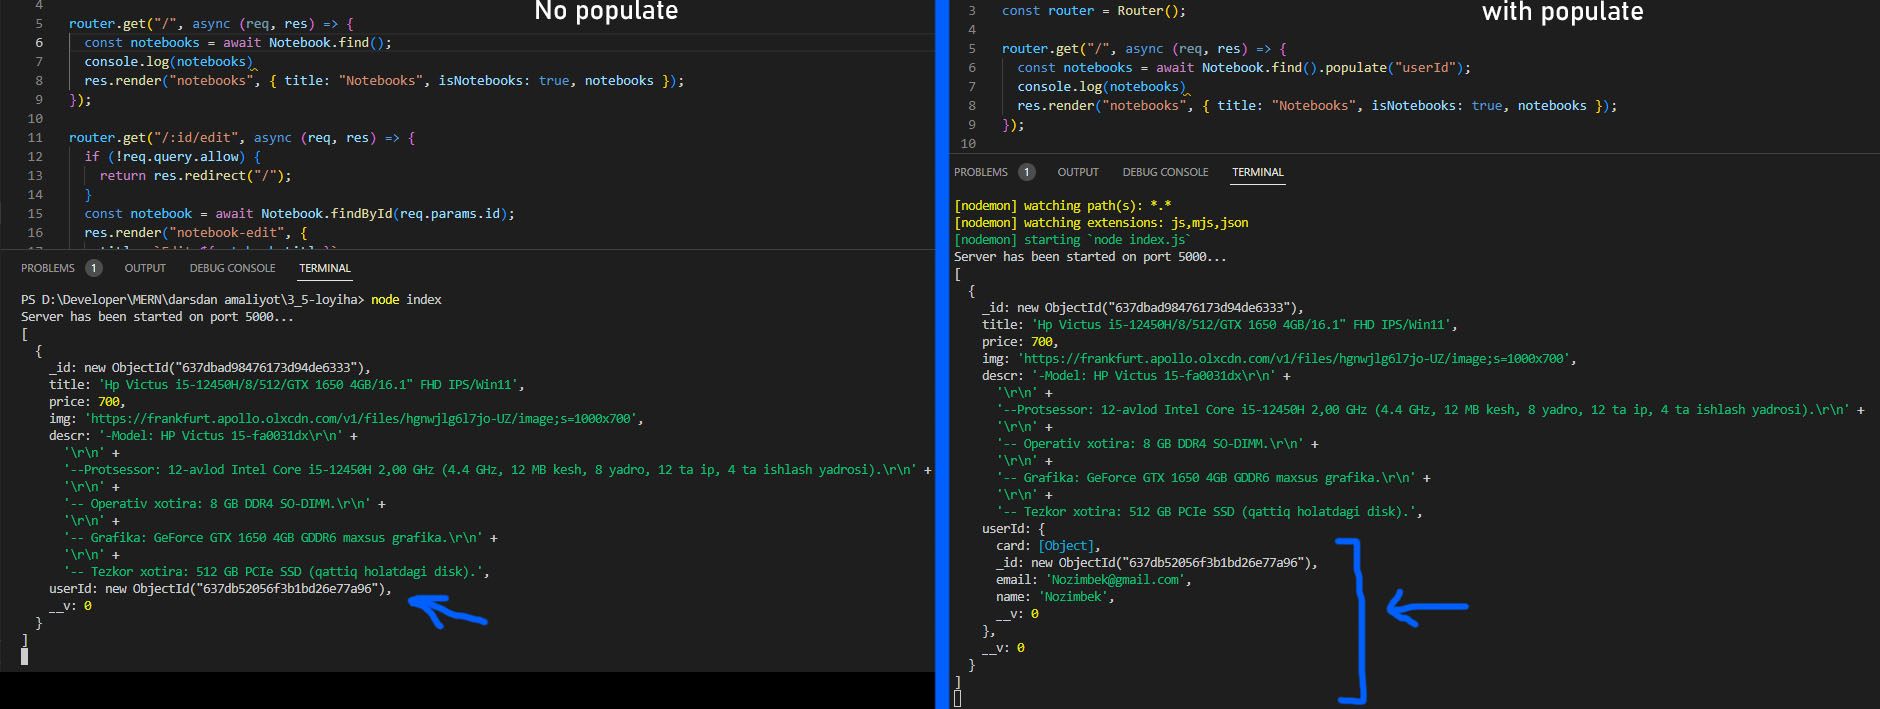 No populate
4
5 router.get("/", async (req, res) => {
6 const notebooks = await Notebook.find();
7 console.log(notebooks)
8 res.render("notebooks", { title: "Notebooks", isNotebooks: true, notebooks });
9 });
10
11 router.get("/:id/edit", async (req, res) => {
12 if (!req.query.allow) {
13 return res.redirect("/");
14 }
15 const notebook = await Notebook.findById(req.params.id);
16 res.render("notebook-edit", {
PROBLEMS 1 OUTPUT DEBUG CONSOLE TERMINAL
PS D:\Developer\MERN\darsdan amaliyot\3_5-loyiha> node index
Server has been started on port 5000...
[
{
_id: new ObjectId("637dbad98476173d94de6333"),
title: 'Hp Victus i5-12450H/8/512/GTX 1650 4GB/16.1" FHD IPS/Win11',
price: 700,
img: 'https://frankfurt.apollo.olxcdn.com/v1/files/hgnwjlg6l7jo-UZ/image;s=1000x700',
descr: '-Model: HP Victus 15-fa0031dx\r\n' +
'\r\n' +
'--Protsessor: 12-avlod Intel Core i5-12450H 2,00 GHz (4.4 GHz, 12 MB kesh, 8 yadro, 12 ta ip, 4 ta ishlash yadrosi).\r\n' +
'\r\n' +
'-- Operativ xotira: 8 GB DDR4 SO-DIMM.\r\n' +
'\r\n' +
'-- Grafika: GeForce GTX 1650 4GB GDDR6 maxsus grafika.\r\n' +
'\r\n' +
'-- Tezkor xotira: 512 GB PCIe SSD (qattiq holatdagi disk).',
userId: new ObjectId("637db52056f3b1bd26e77a96"),
__v: 0
}
]
with populate
3 const router = Router();
4
5 router.get("/", async (req, res) => {
6 const notebooks = await Notebook.find().populate("userId");
7 console.log(notebooks)
8 res.render("notebooks", { title: "Notebooks", isNotebooks: true, notebooks });
9 });
10
PROBLEMS 1 OUTPUT DEBUG CONSOLE TERMINAL
[nodemon] watching path(s): *.*
[nodemon] watching extensions: js,mjs,json
[nodemon] starting `node index.js`
Server has been started on port 5000...
[
{
_id: new ObjectId("637dbad98476173d94de6333"),
title: 'Hp Victus i5-12450H/8/512/GTX 1650 4GB/16.1" FHD IPS/Win11',
price: 700,
img: 'https://frankfurt.apollo.olxcdn.com/v1/files/hgnwjlg6l7jo-UZ/image;s=1000x700',
descr: '-Model: HP Victus 15-fa0031dx\r\n' +
'\r\n' +
'--Protsessor: 12-avlod Intel Core i5-12450H 2,00 GHz (4.4 GHz, 12 MB kesh, 8 yadro, 12 ta ip, 4 ta ishlash yadrosi).\r\n' +
'\r\n' +
'-- Operativ xotira: 8 GB DDR4 SO-DIMM.\r\n' +
'\r\n' +
'-- Grafika: GeForce GTX 1650 4GB GDDR6 maxsus grafika.\r\n' +
'\r\n' +
'-- Tezkor xotira: 512 GB PCIe SSD (qattiq holatdagi disk).',
userId: {
card: [Object],
_id: new ObjectId("637db52056f3b1bd26e77a96"),
email: 'Nozimbek@gmail.com',
name: 'Nozimbek',
__v: 0
},
__v: 0
}
]